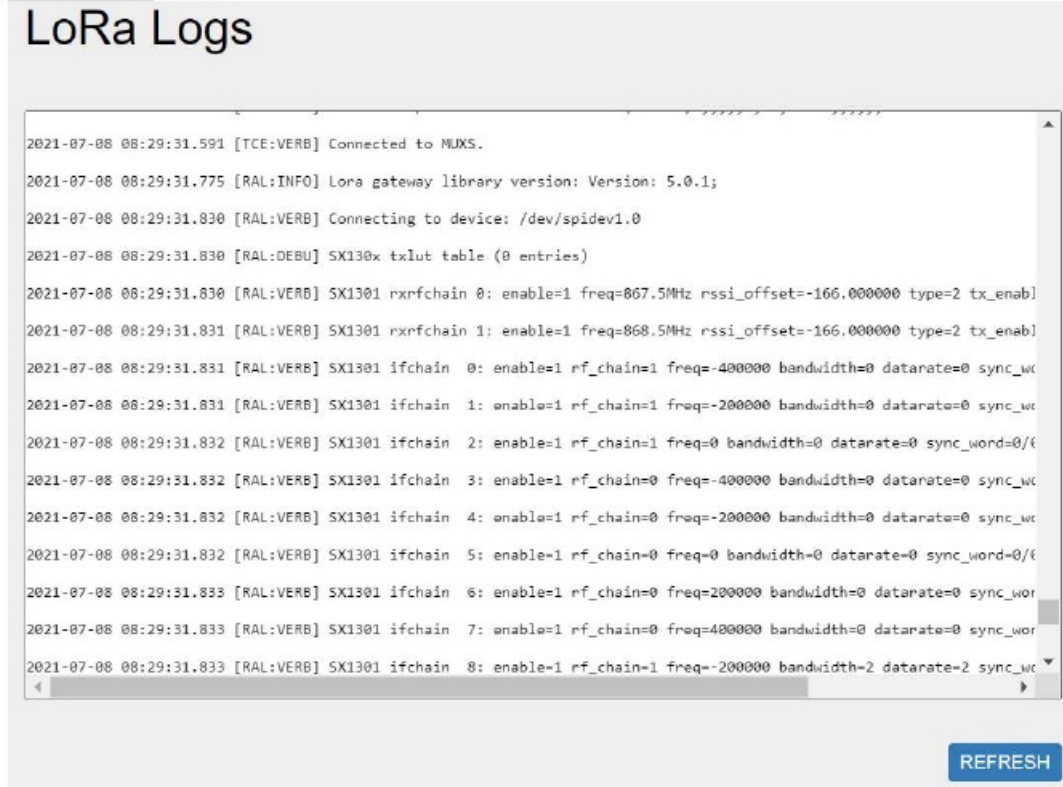 LoRa Logs
2021-07-08 08:29:31.591 [TCE:VERB] Connected to MUXS.
2021-07-08 08:29:31.775 [RAL:INFO] Lora gateway library version: Version: 5.0.1;
2021-07-08 08:29:31.830 [RAL:VERB] Connecting to device: /dev/spidev1.0
2021-07-08 08:29:31.830 [RAL:DEBU] SX130x txlut table (0 entries)
2021-07-08 08:29:31.830 [RAL:VERB] SX1301 rxrfchain 0: enable=1 freq=867.5MHz rssi_offset=-166.000000 type=2 tx_enabl
2021-07-08 08:29:31.831 [RAL:VERB] SX1301 rxrfchain 1: enable=1 freq=868.5MHz rssi_offset=-166.000000 type=2 tx_enabl
2021-07-08 08:29:31.831 [RAL:VERB] SX1301 ifchain  0: enable=1 rf_chain=1 freq=-400000 bandwidth=0 datarate=0 sync_wo
2021-07-08 08:29:31.831 [RAL:VERB] SX1301 ifchain  1: enable=1 rf_chain=1 freq=-200000 bandwidth=0 datarate=0 sync_wo
2021-07-08 08:29:31.832 [RAL:VERB] SX1301 ifchain  2: enable=1 rf_chain=1 freq=0 bandwidth=0 datarate=0 sync_word=0/0
2021-07-08 08:29:31.832 [RAL:VERB] SX1301 ifchain  3: enable=1 rf_chain=0 freq=-400000 bandwidth=0 datarate=0 sync_wo
2021-07-08 08:29:31.832 [RAL:VERB] SX1301 ifchain  4: enable=1 rf_chain=0 freq=-200000 bandwidth=0 datarate=0 sync_wo
2021-07-08 08:29:31.832 [RAL:VERB] SX1301 ifchain  5: enable=1 rf_chain=0 freq=0 bandwidth=0 datarate=0 sync_word=0/0
2021-07-08 08:29:31.833 [RAL:VERB] SX1301 ifchain  6: enable=1 rf_chain=0 freq=200000 bandwidth=0 datarate=0 sync_wor
2021-07-08 08:29:31.833 [RAL:VERB] SX1301 ifchain  7: enable=1 rf_chain=0 freq=400000 bandwidth=0 datarate=0 sync_wor
2021-07-08 08:29:31.833 [RAL:VERB] SX1301 ifchain  8: enable=1 rf_chain=1 freq=-200000 bandwidth=2 datarate=2 sync_wo
REFRESH